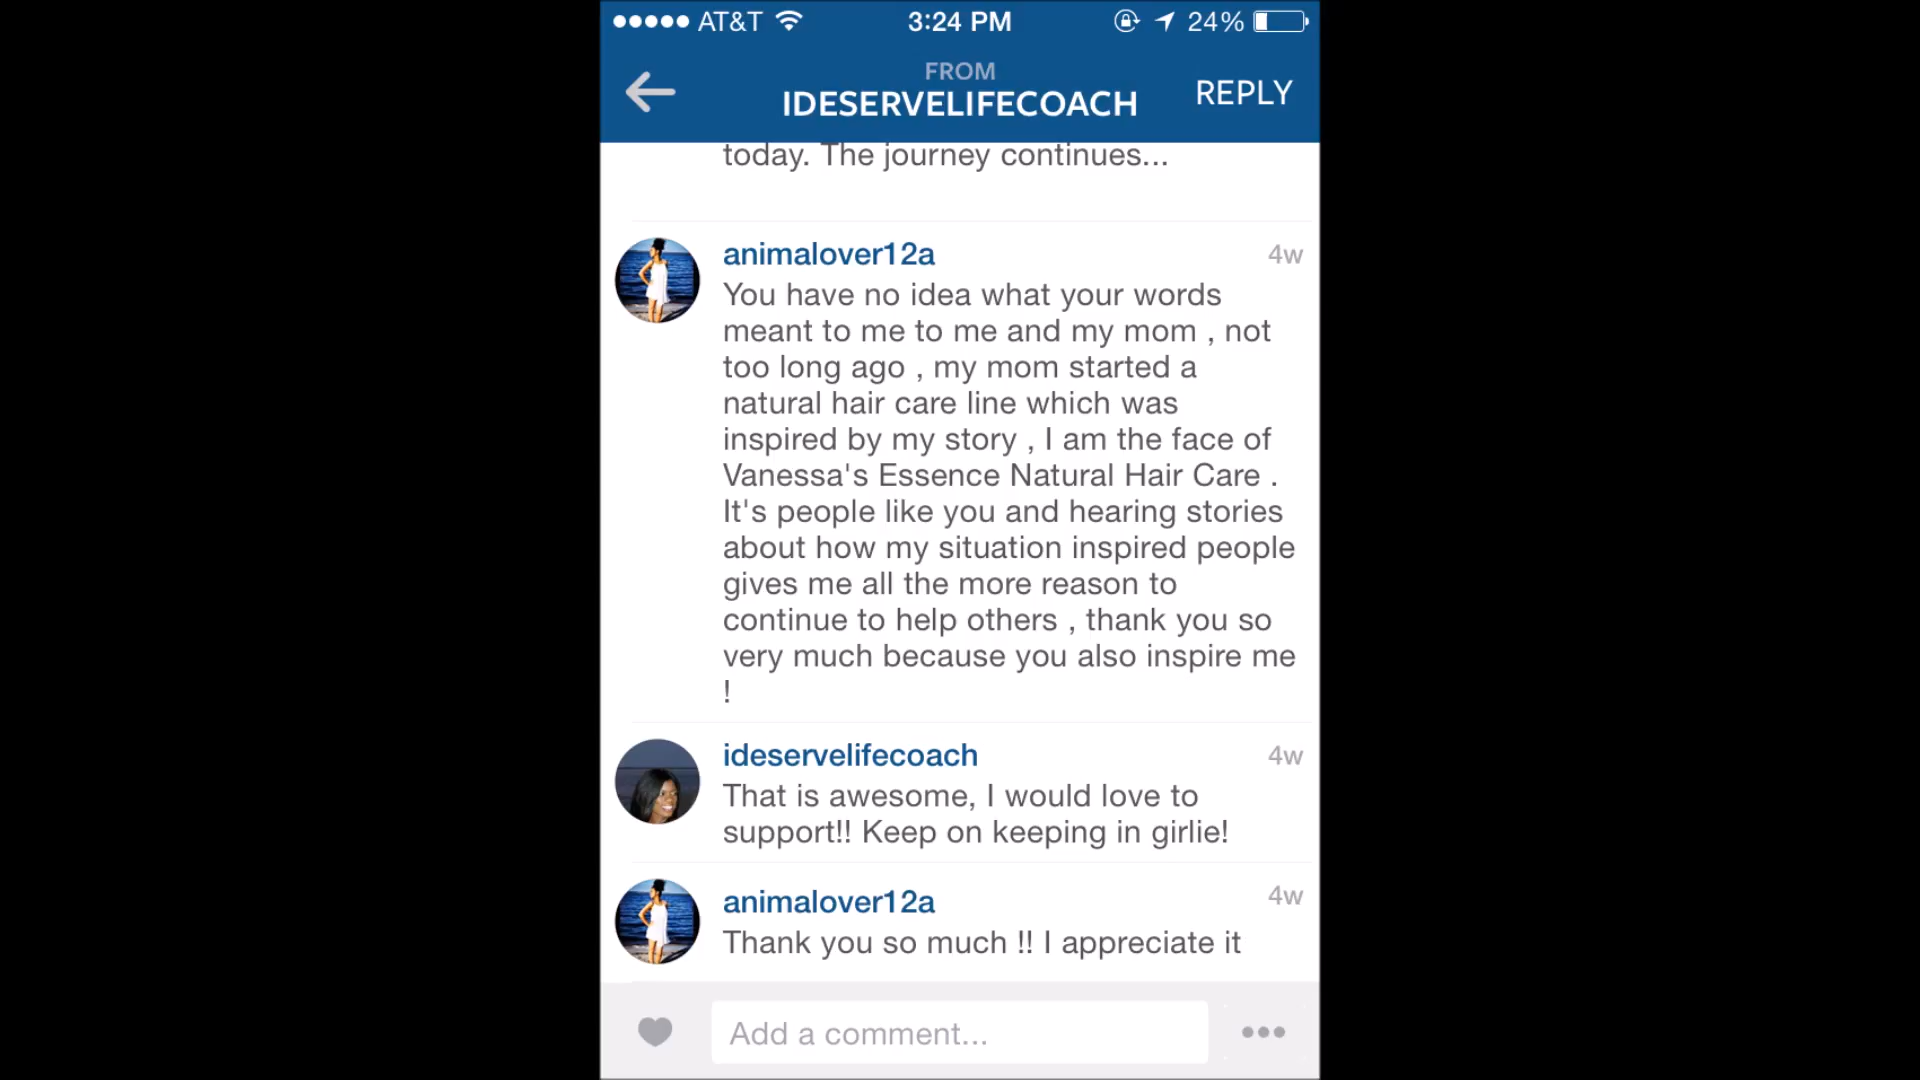 AT&T 3:24 PM 24%
FROM
IDESERVELIFECOACH
REPLY
today. The journey continues...
animalover12a 4w
You have no idea what your words
meant to me to me and my mom , not
too long ago , my mom started a
natural hair care line which was
inspired by my story , I am the face of
Vanessa's Essence Natural Hair Care .
It's people like you and hearing stories
about how my situation inspired people
gives me all the more reason to
continue to help others , thank you so
very much because you also inspire me
!
ideservelifecoach 4w
That is awesome, I would love to
support!! Keep on keeping in girlie!
animalover12a 4w
Thank you so much !! I appreciate it
Add a comment...